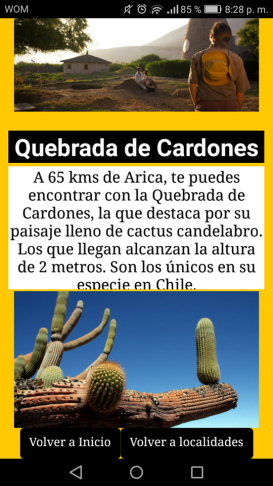 WOM 85 % 8:28 p. m.
Quebrada de Cardones
A 65 kms de Arica, te puedes
encontrar con la Quebrada de
Cardones, la que destaca por su
paisaje lleno de cactus candelabro.
Los que llegan alcanzan la altura
de 2 metros. Son los únicos en su
especie en Chile.
Volver a Inicio Volver a localidades